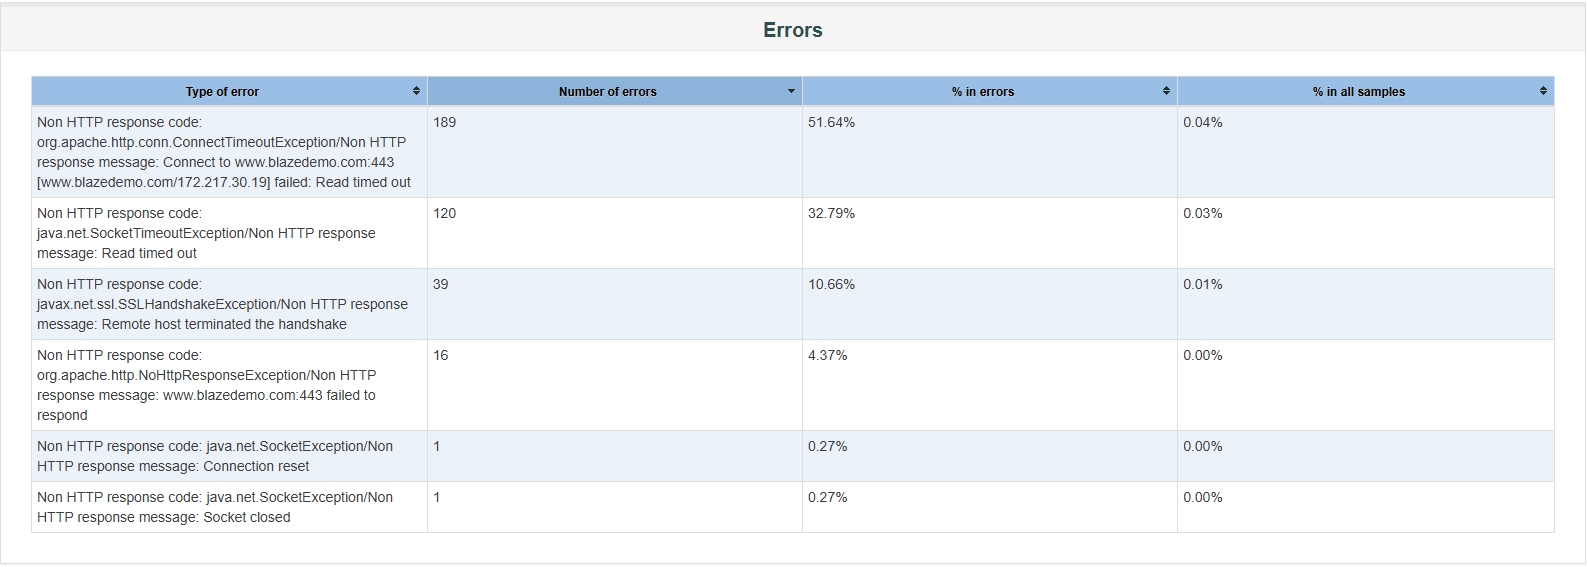 Errors
Type of error
Number of errors
% in errors
% in all samples
Non HTTP response code:
org.apache.http.conn.ConnectTimeoutException/Non HTTP
response message: Connect to www.blazedemo.com:443
[www.blazedemo.com/172.217.30.19] failed: Read timed out
189
51.64%
0.04%
Non HTTP response code:
java.net.SocketTimeoutException/Non HTTP response
message: Read timed out
120
32.79%
0.03%
Non HTTP response code:
javax.net.ssl.SSLHandshakeException/Non HTTP response
message: Remote host terminated the handshake
39
10.66%
0.01%
Non HTTP response code:
org.apache.http.NoHttpResponseException/Non HTTP
response message: www.blazedemo.com:443 failed to
respond
16
4.37%
0.00%
Non HTTP response code: java.net.SocketException/Non
HTTP response message: Connection reset
1
0.27%
0.00%
Non HTTP response code: java.net.SocketException/Non
HTTP response message: Socket closed
1
0.27%
0.00%